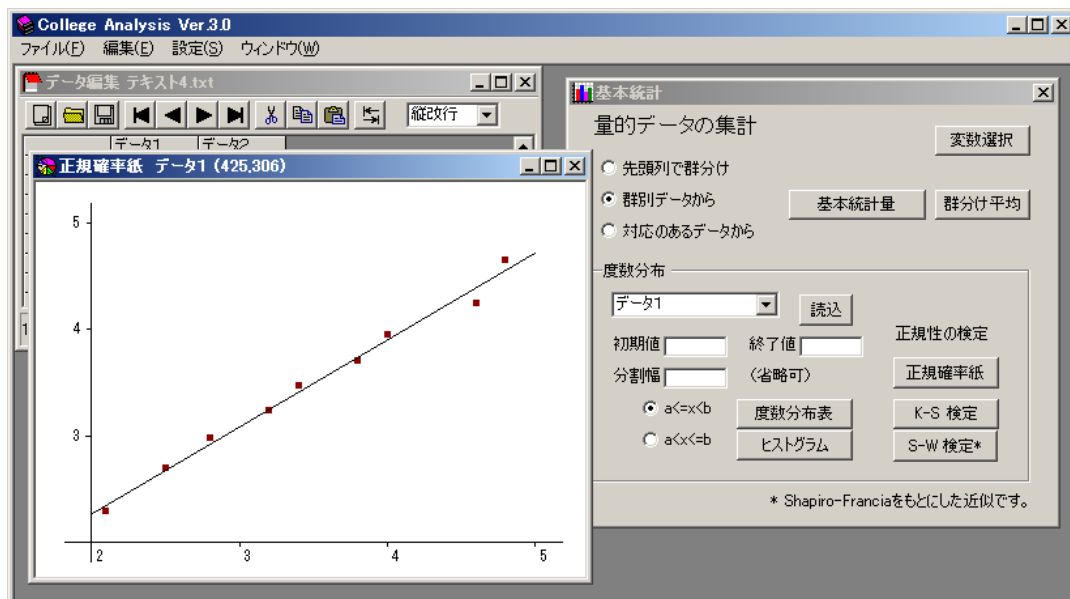 College Analysis Ver.3.0
ファイル(F) 編集(E) 設定(S) ウィンドウ(W)
データ編集 テキスト4.txt
縦改行
データ1 データ2
正規確率紙 データ1 (425,306)
5
4
3
2 3 4 5
1
基本統計
量的データの集計
変数選択
先頭列で群分け
群別データから
基本統計量 群分け平均
対応のあるデータから
度数分布
データ1 読込
初期値 終了値 正規性の検定
分割幅 (省略可) 正規確率紙
a<=x<b 度数分布表 K-S 検定
a<x<=b ヒストグラム S-W 検定*
* Shapiro-Franciaをもとにした近似です。